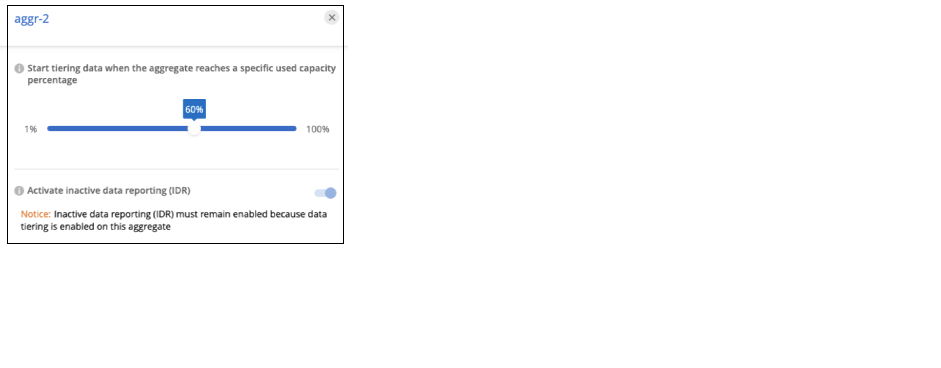 aggr-2
Start tiering data when the aggregate reaches a specific used capacity
percentage
60%
1%
100%
Activate inactive data reporting (IDR)
Notice: Inactive data reporting (IDR) must remain enabled because data
tiering is enabled on this aggregate